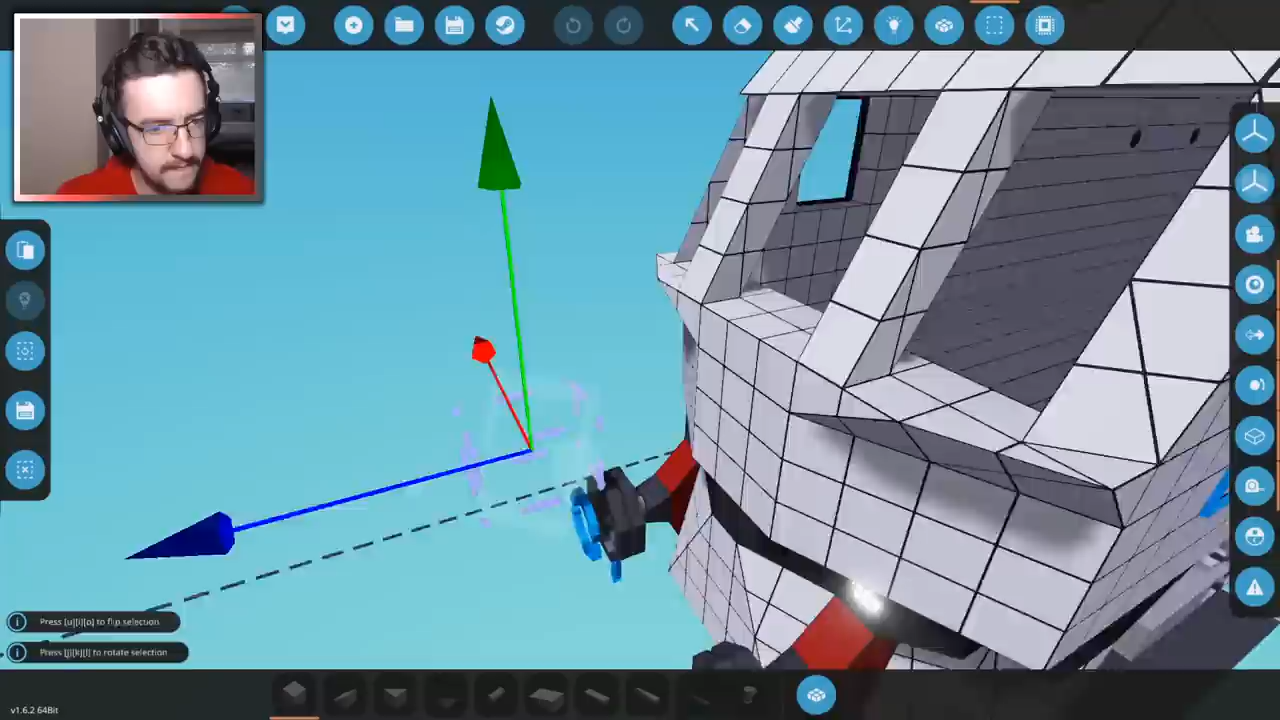 Press [u][i][o] to flip selection
Press [j][k][l] to rotate selection
v1.6.2 64Bit